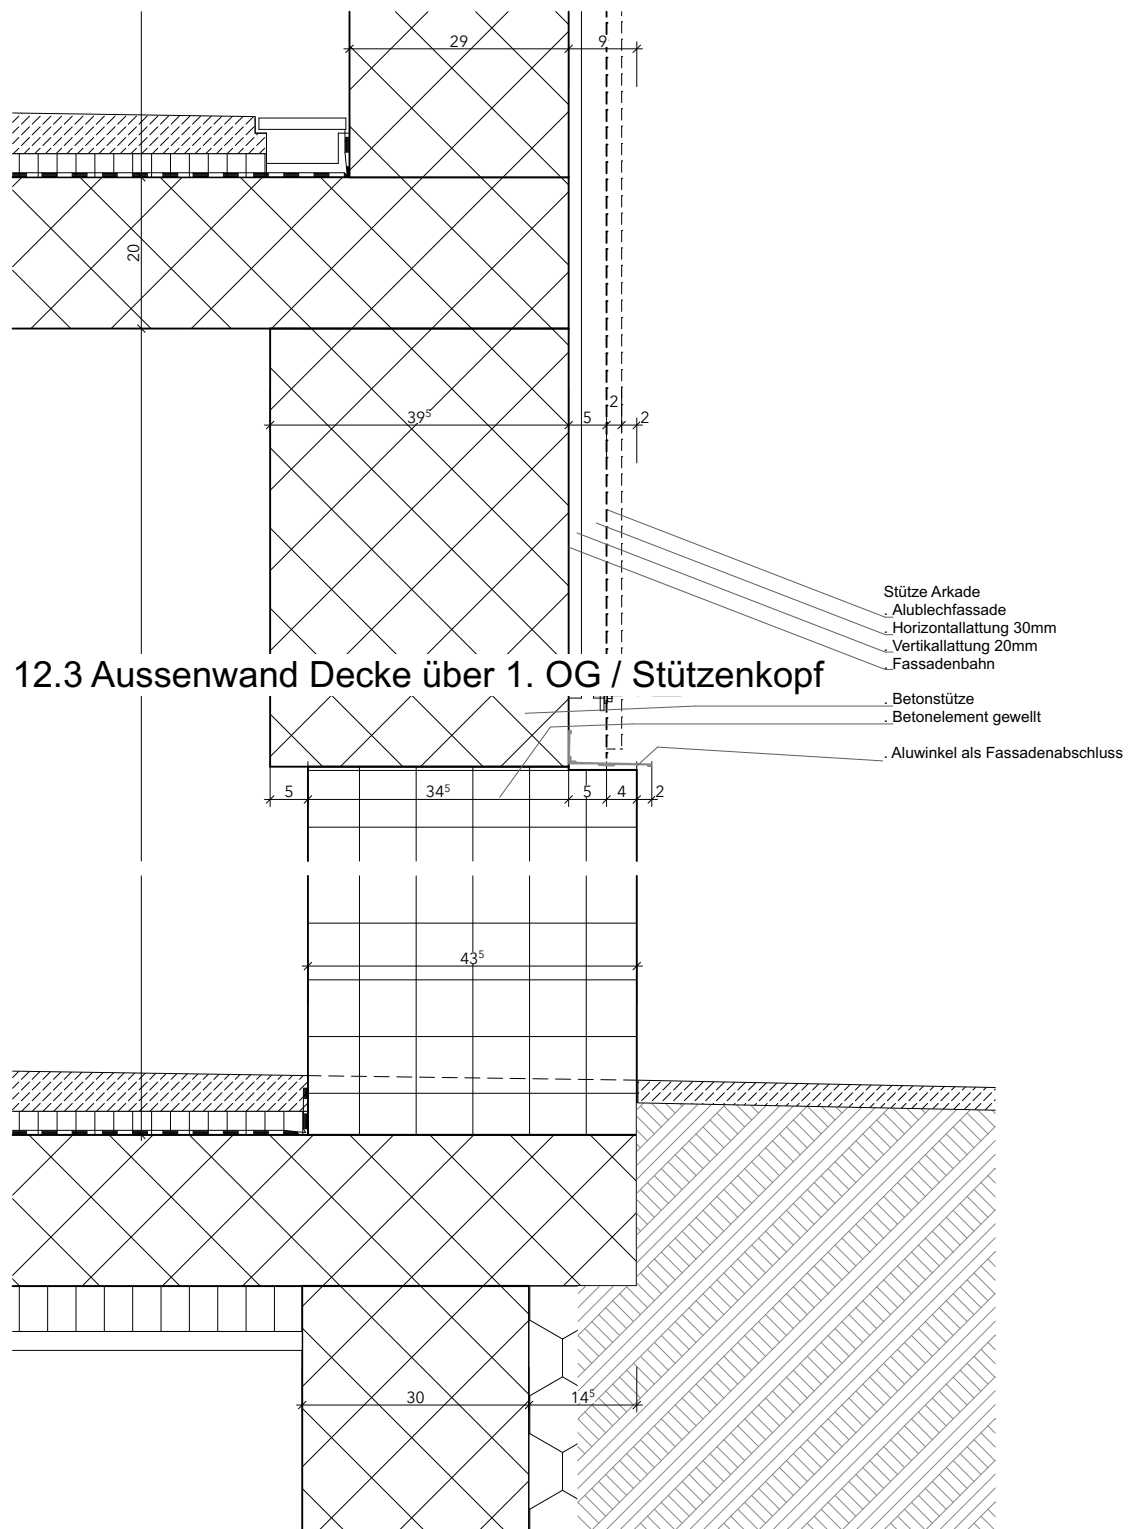 29 9
20
39⁵ 5 2 2
Stütze Arkade
. Alublechfassade
. Horizontallattung 30mm
. Vertikallattung 20mm
. Fassadenbahn
12.3 Aussenwand Decke über 1. OG / Stützenkopf
. Betonstütze
. Betonelement gewellt
. Aluwinkel als Fassadenabschluss
5 34⁵ 5 4 2
43⁵
30 14⁵